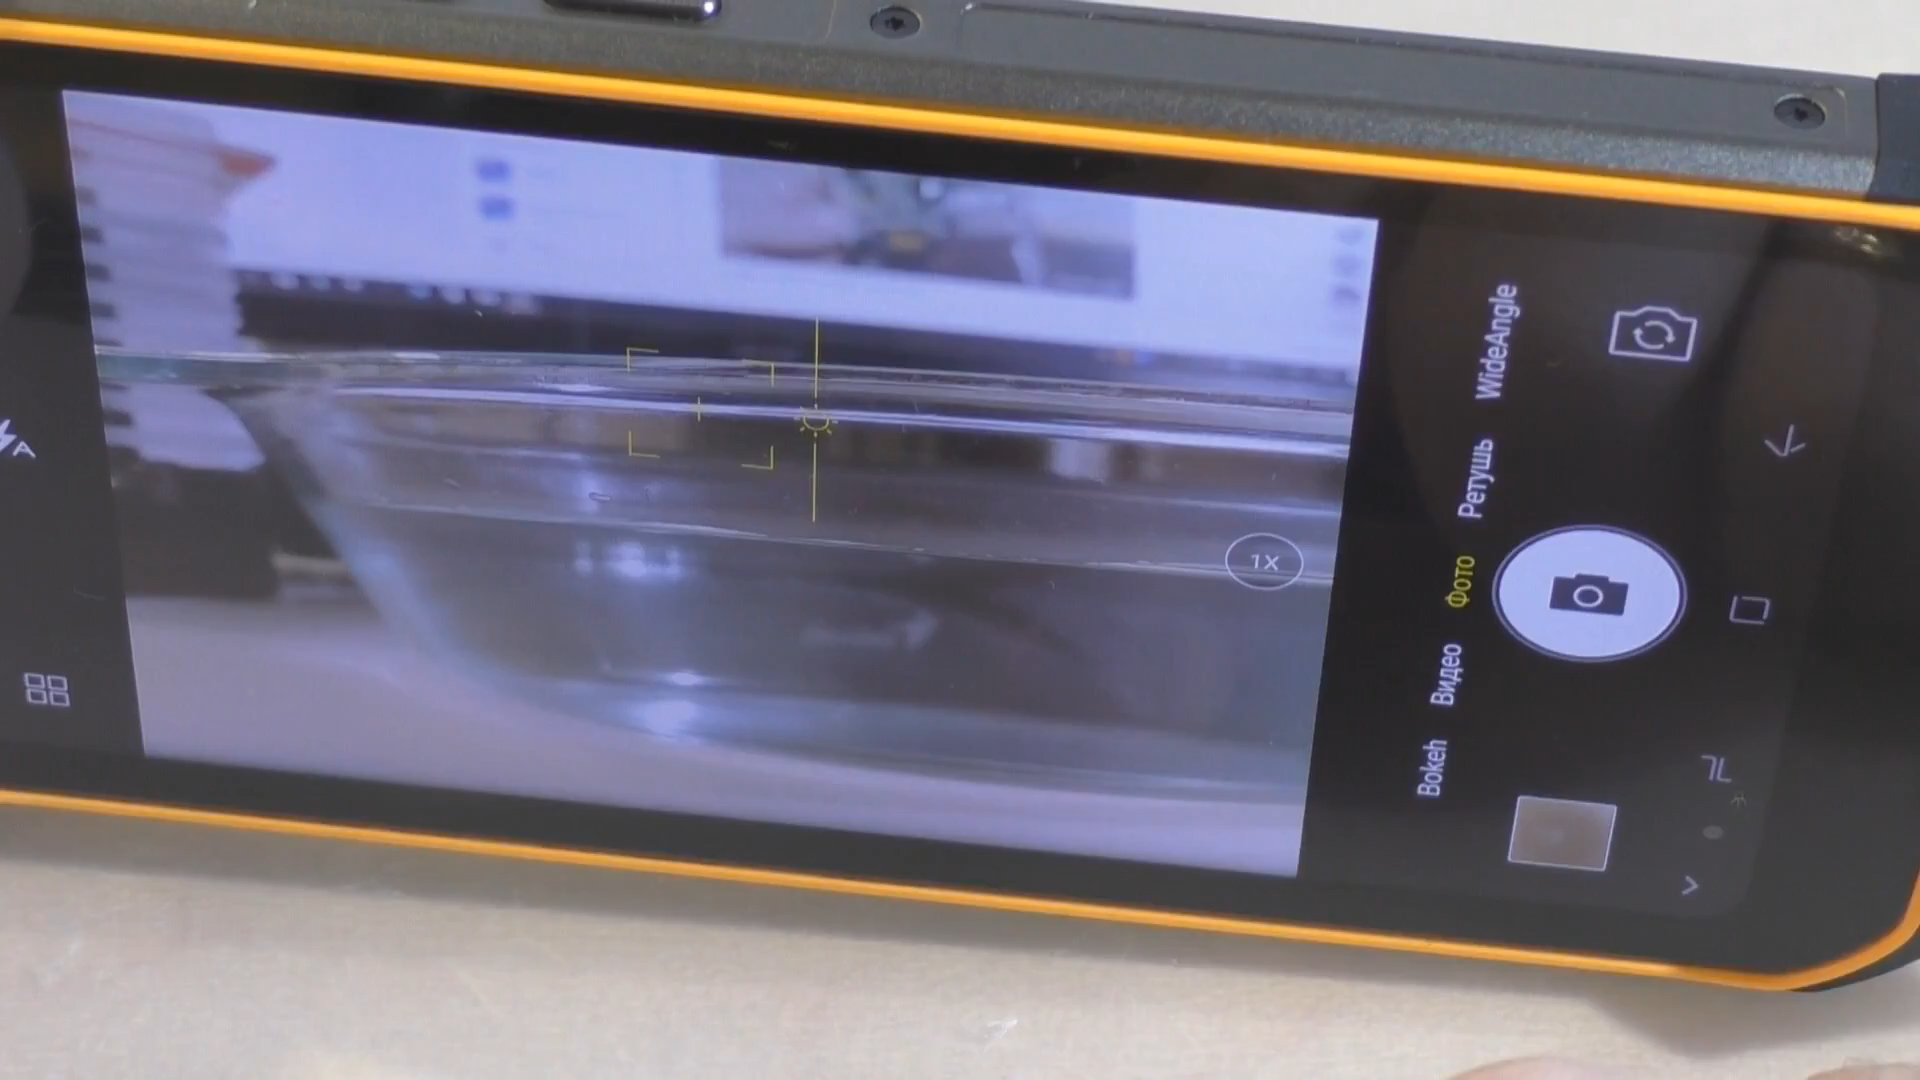 WideAngle
Ретушь
Фото
Видео
Bokeh
1X
A